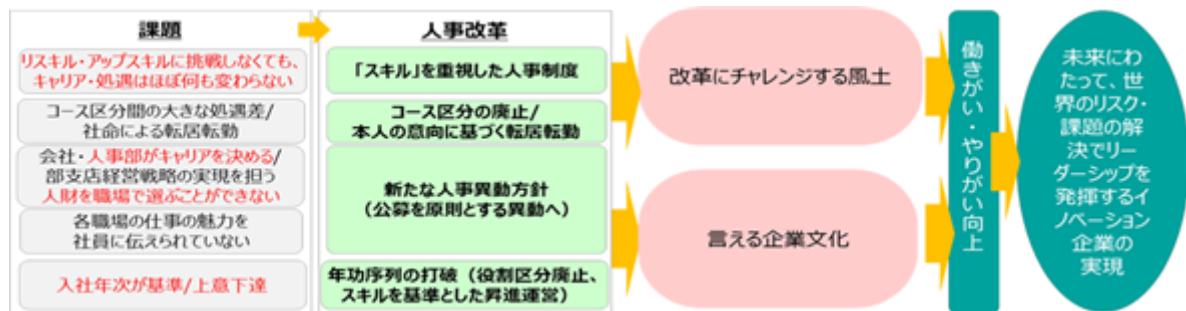 課題
リスキル・アップスキルに挑戦しなくても、
キャリア・処遇はほぼ何も変わらない
コース区分間の大きな処遇差/
社命による転居転勤
会社・人事部がキャリアを決める/
部支店経営戦略の実現を担う
人財を職場で選ぶことができない
各職場の仕事の魅力を
社員に伝えられていない
入社年次が基準/上意下達
人事改革
「スキル」を重視した人事制度
コース区分の廃止/
本人の意向に基づく転居転勤
新たな人事異動方針
(公募を原則とする異動へ)
年功序列の打破(役割区分廃止、
スキルを基準とした昇進運営)
改革にチャレンジする風土
言える企業文化
働きがい・やりがい向上
未来にわ
たって、世
界のリスク・
課題の解
決でリー
ダーシップを
発揮するイ
ノベーション
企業の
実現